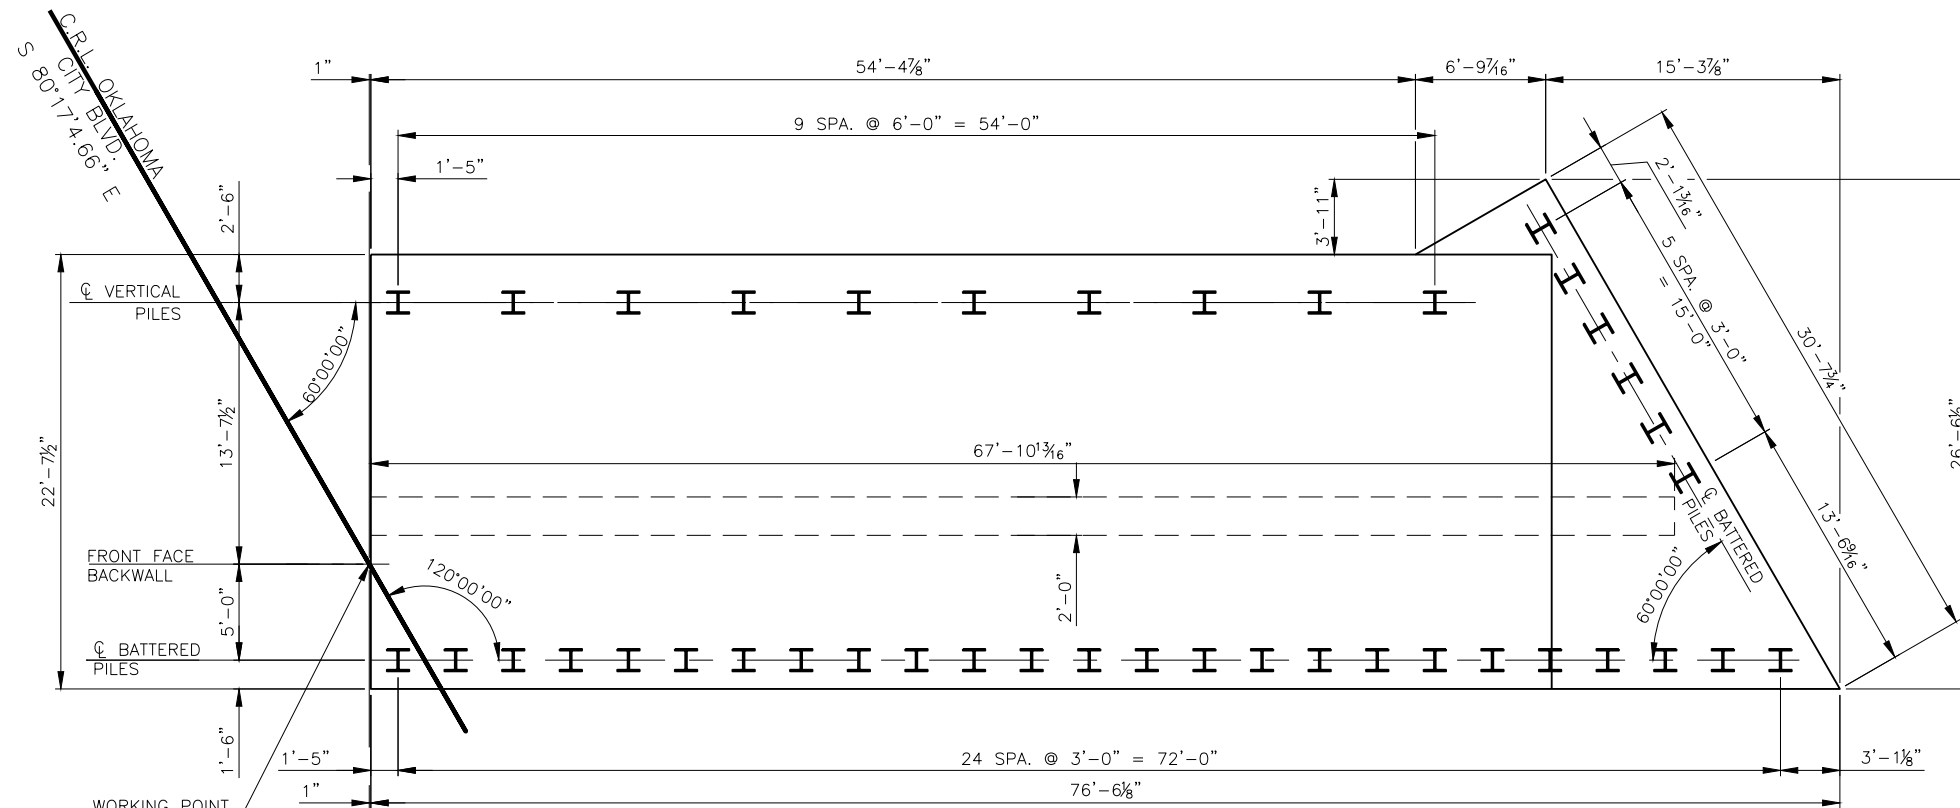 C.R.L. OKLAHOMA
CITY BLVD.
S 80°17'4.66" E
1"
54'-4⅞"
6'-9⁷⁄₁₆"
15'-3⅞"
9 SPA. @ 6'-0" = 54'-0"
1'-5"
2'-6"
3'-11"
2'-1³⁄₁₆"
5 SPA. @ 3'-0"
= 15'-0"
30'-7¾"
℄ VERTICAL
PILES
60°00'00"
13'-7½"
22'-7½"
67'-10¹³⁄₁₆"
26'-6½"
℄ BATTERED
PILES
13'-6⁹⁄₁₆"
FRONT FACE
BACKWALL
120°00'00"
2'-0"
60°00'00"
5'-0"
℄ BATTERED
PILES
1'-6"
1'-5"
24 SPA. @ 3'-0" = 72'-0"
3'-1⅛"
1"
76'-6⅛"
WORKING POINT